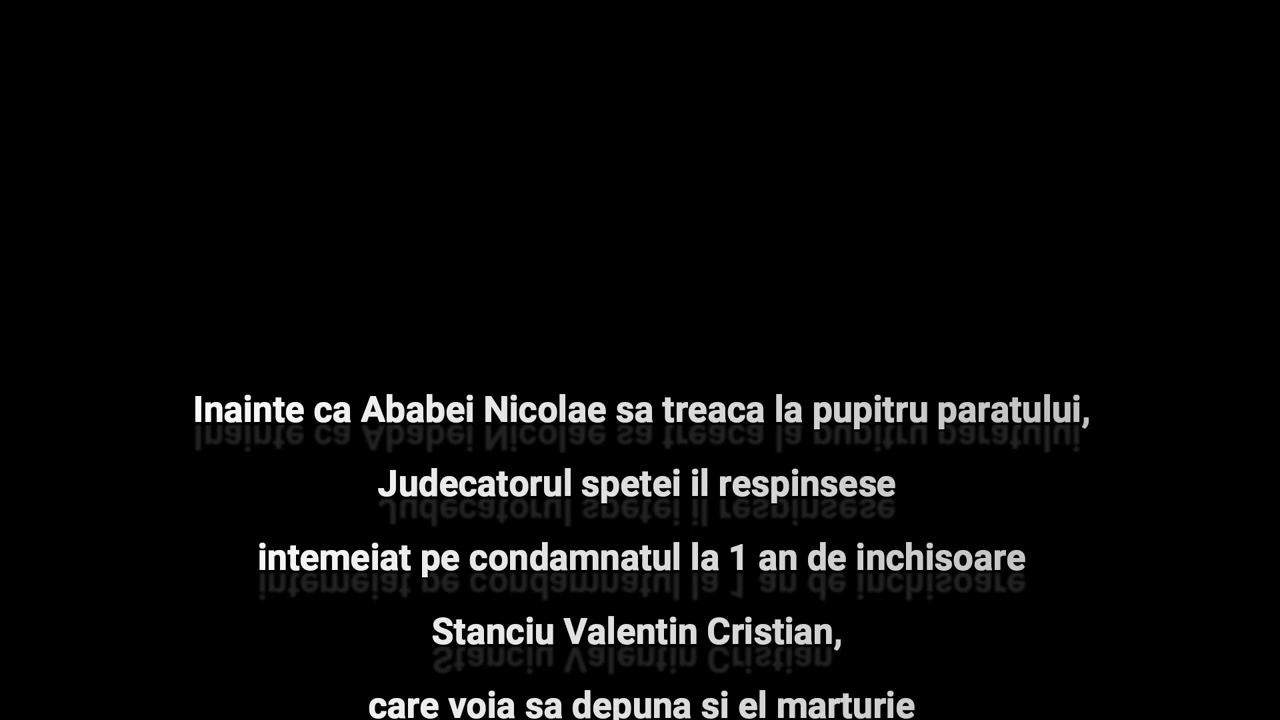 Inainte ca Ababei Nicolae sa treaca la pupitru paratului,
Judecatorul spetei il respinsese
intemeiat pe condamnatul la 1 an de inchisoare
Stanciu Valentin Cristian,
care voia sa depuna si el marturie